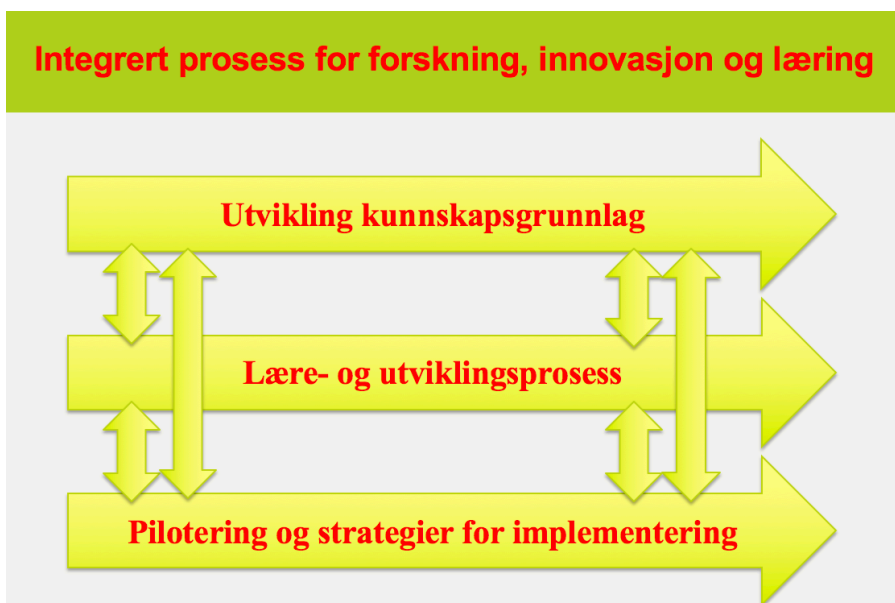 Integrert prosess for forskning, innovasjon og læring
Utvikling kunnskapsgrunnlag
Lære- og utviklingsprosess
Pilotering og strategier for implementering